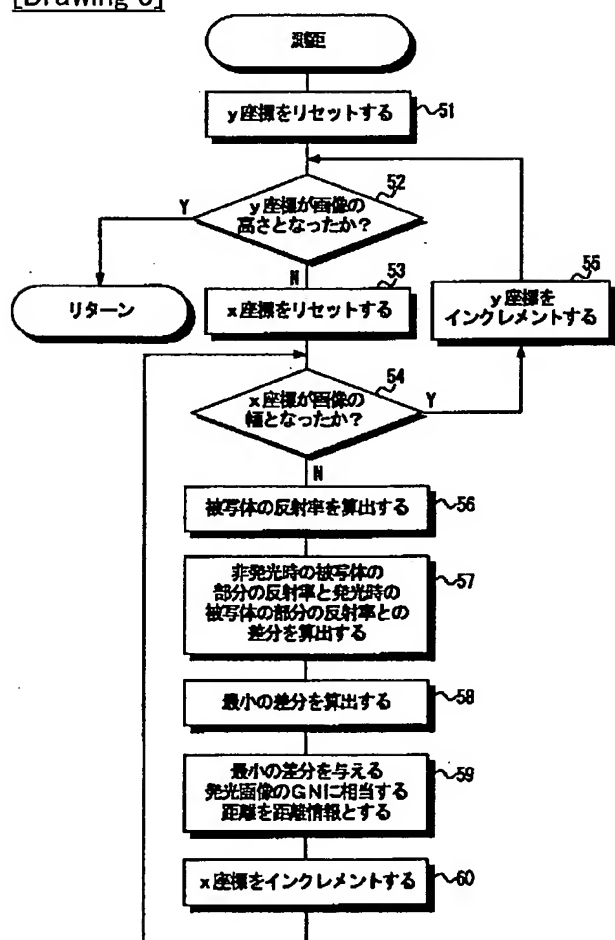 測距
y座標をリセットする
51
52
y座標が画像の
高さとなったか?
Y
N
リターン
53
x座標をリセットする
55
y座標を
インクリメントする
54
x座標が画像の
幅となったか?
Y
N
被写体の反射率を算出する
56
非発光時の被写体の
部分の反射率と発光時の
被写体の部分の反射率との
差分を算出する
57
最小の差分を算出する
58
最小の差分を与える
発光画像のGNに相当する
距離を距離情報とする
59
x座標をインクリメントする
60